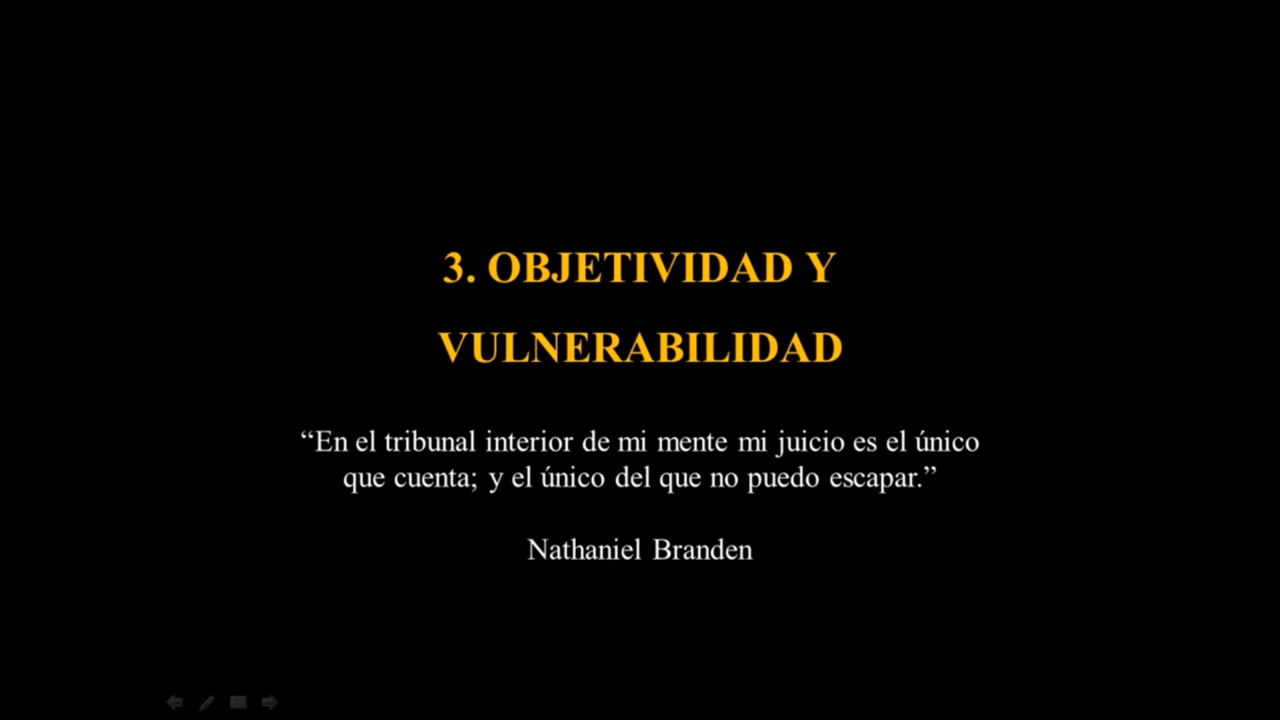 3. OBJETIVIDAD Y
VULNERABILIDAD
“En el tribunal interior de mi mente mi juicio es el único
que cuenta; y el único del que no puedo escapar.”
Nathaniel Branden